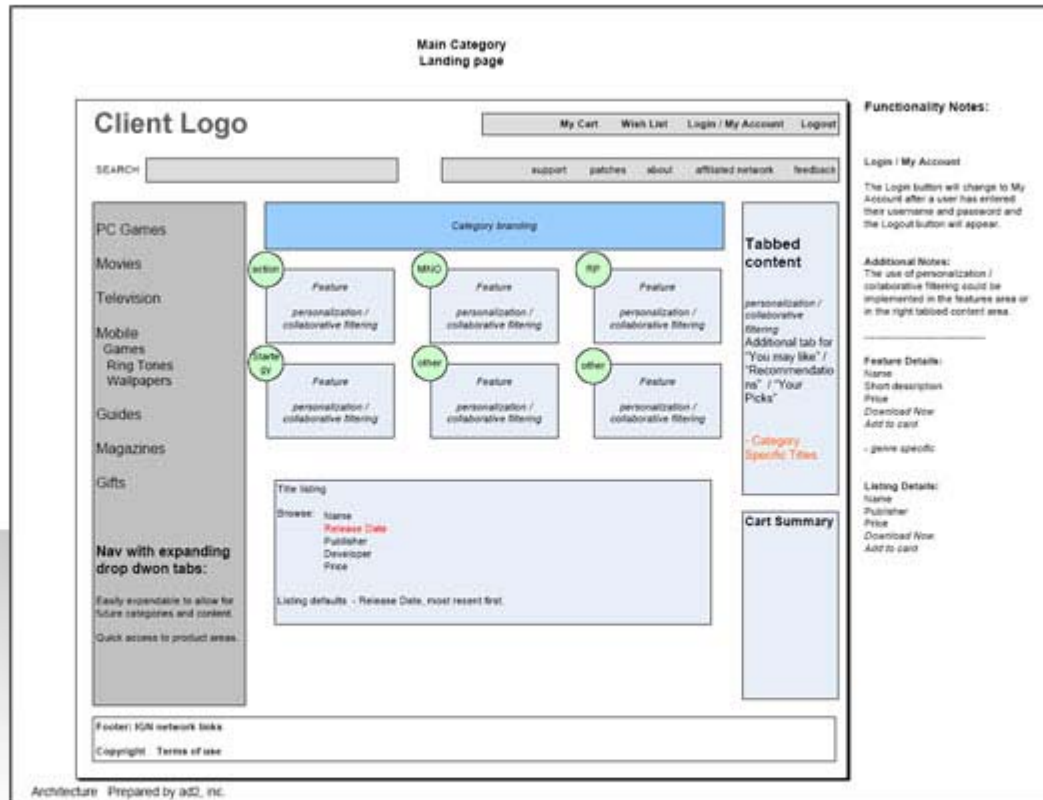 Main Category
Landing page
Client Logo
My Cart Wish List Login / My Account Logout
SEARCH
support patches about affiliated network feedback
PC Games
Movies
Television
Mobile
Games
Ring Tones
Wallpapers
Guides
Magazines
Gifts
Nav with expanding
drop dwon tabs:
Easily expendable to allow for
future categories and content.
Quick access to product areas.
Category branding
action
Feature
personalization /
collaborative filtering
MMO
Feature
personalization /
collaborative filtering
RP
Feature
personalization /
collaborative filtering
Starte
gy
Feature
personalization /
collaborative filtering
other
Feature
personalization /
collaborative filtering
other
Feature
personalization /
collaborative filtering
Title listing
Browse: Name
Release Date
Publisher
Developer
Price
Listing defaults - Release Date, most recent first.
Tabbed
content
personalization /
collaborative
filtering
Additional tab for
"You may like" /
"Recommendatio
ns" / "Your
Picks"
- Category
Specific Titles
Cart Summary
Footer: IGN network links
Copyright Terms of use
Functionality Notes:
Login / My Account
The Login button will change to My
Account after a user has entered
their username and password and
the Logout button will appear.
Additional Notes:
The use of personalization /
collaborative filtering could be
implemented in the features area or
in the right tabbed content area.
Feature Details:
Name
Short description
Price
Download Now
Add to card
- genre specific
Listing Details:
Name
Publisher
Price
Download Now
Add to card
Architecture Prepared by ad2, inc.